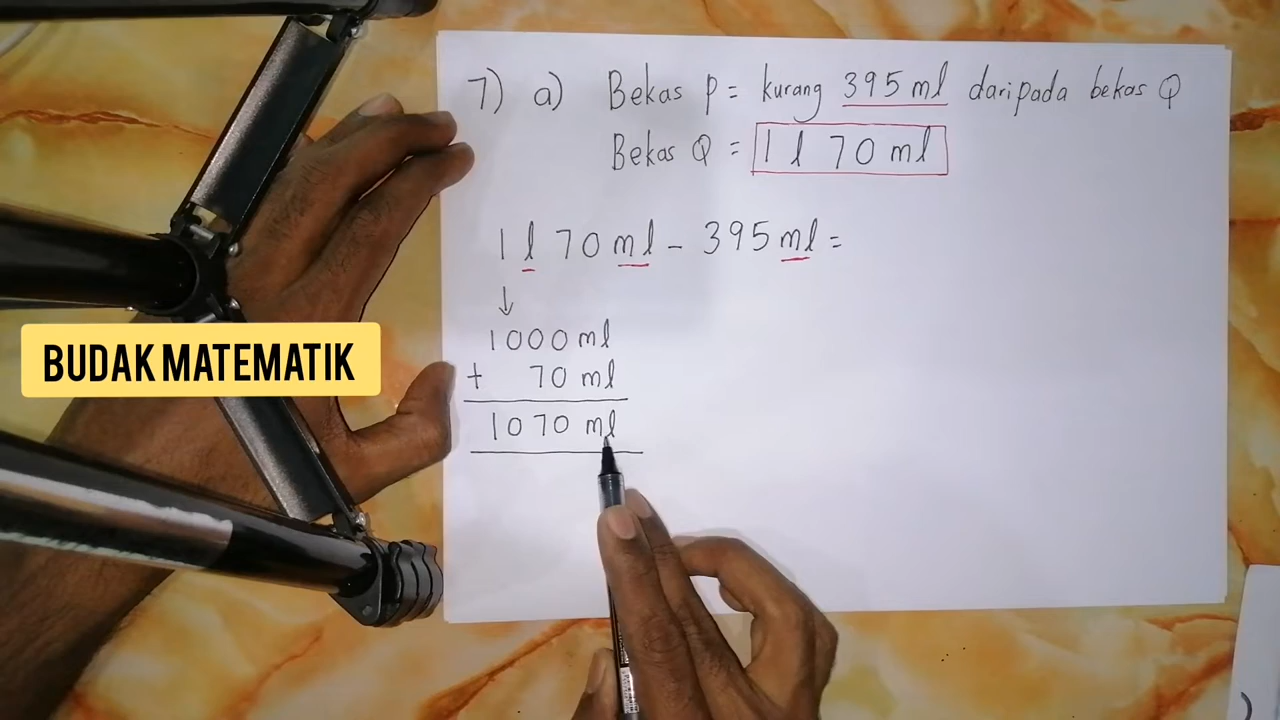 7) a) Bekas P = kurang 395 ml daripada bekas Q
Bekas Q = 1 l 70 ml
1 l 70 ml - 395 ml =
↓
1000 ml
+ 70 ml
1070 ml
BUDAK MATEMATIK